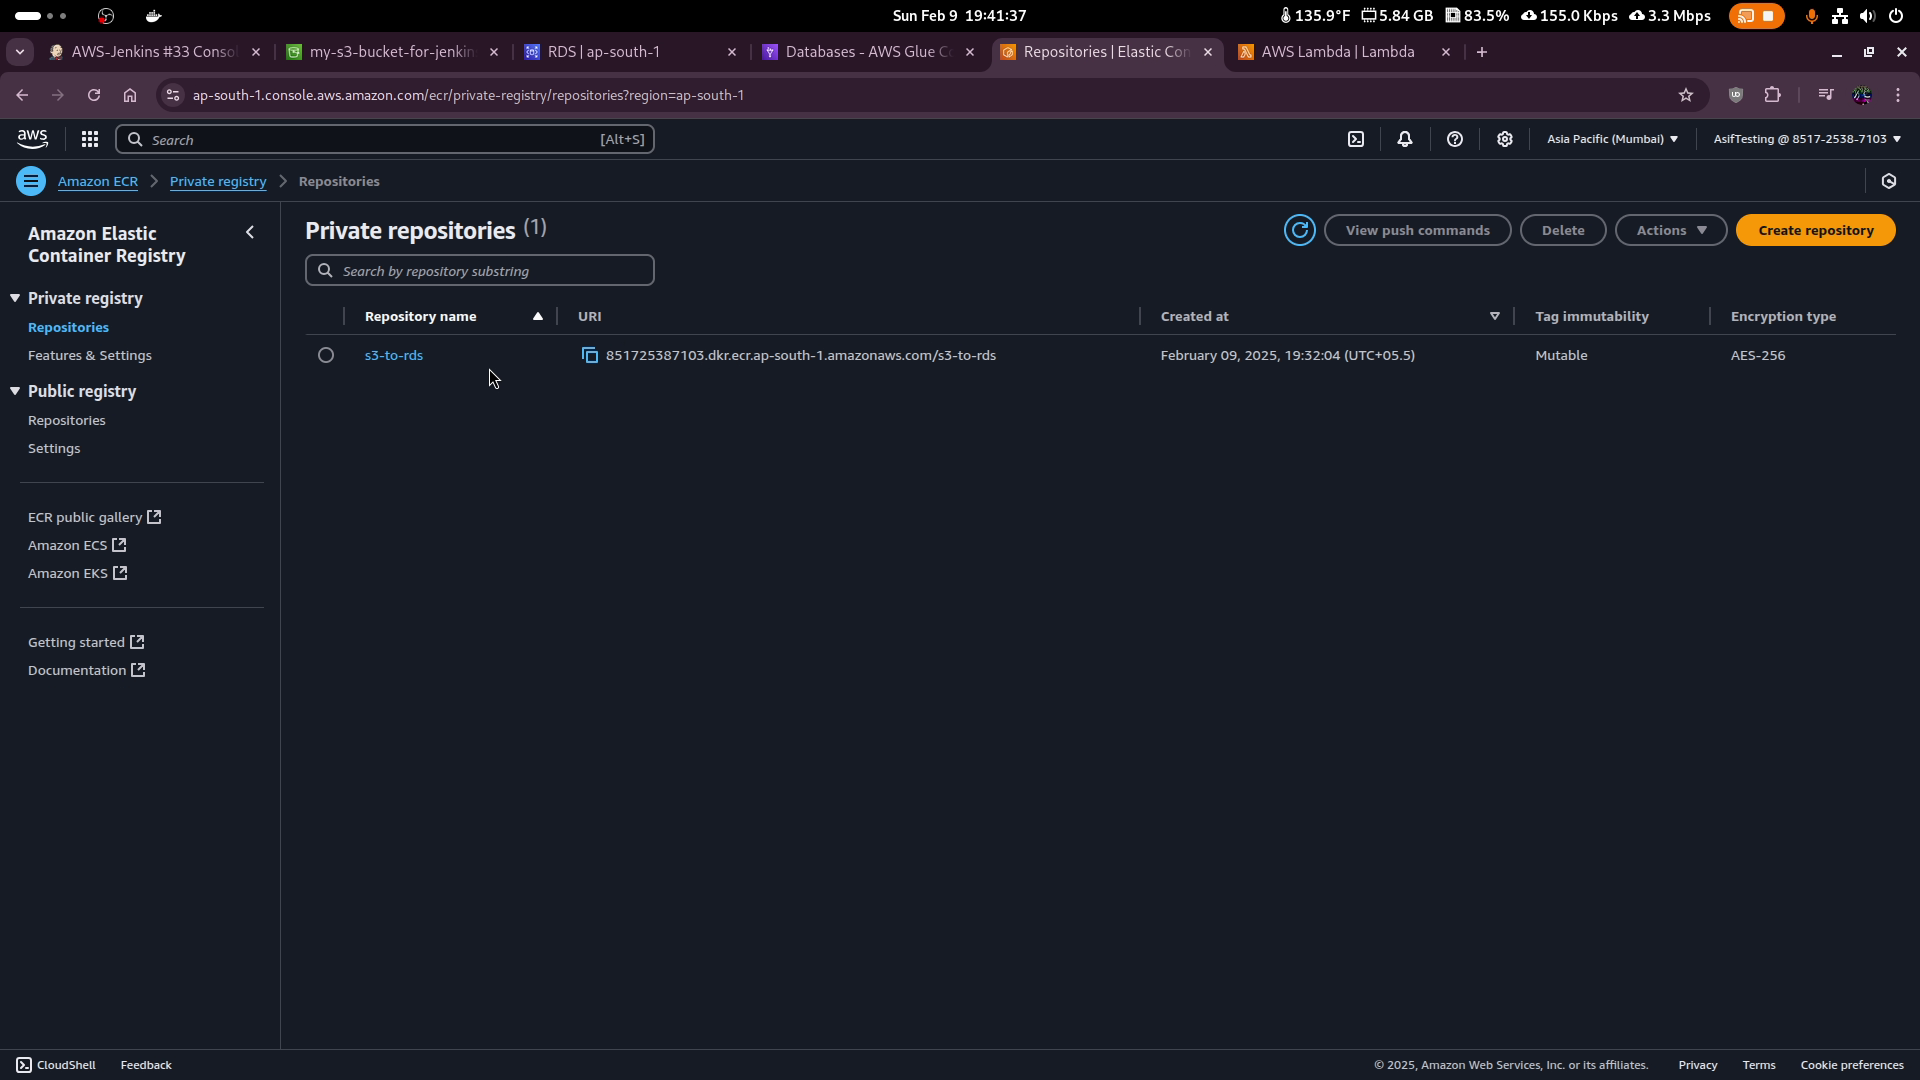 Sun Feb 9 19:41:37
135.9°F 5.84 GB 83.5% 155.0 Kbps 3.3 Mbps
AWS-Jenkins #33 Conso
my-s3-bucket-for-jenkin
RDS | ap-south-1
Databases - AWS Glue C
Repositories | Elastic Con
AWS Lambda | Lambda
ap-south-1.console.aws.amazon.com/ecr/private-registry/repositories?region=ap-south-1
aws Search [Alt+S] Asia Pacific (Mumbai) AsifTesting @ 8517-2538-7103
Amazon ECR Private registry Repositories
Amazon Elastic
Container Registry
Private registry
Repositories
Features & Settings
Public registry
Repositories
Settings
ECR public gallery
Amazon ECS
Amazon EKS
Getting started
Documentation
Private repositories (1)
View push commands Delete Actions Create repository
Search by repository substring
Repository name URI Created at Tag immutability Encryption type
s3-to-rds 851725387103.dkr.ecr.ap-south-1.amazonaws.com/s3-to-rds February 09, 2025, 19:32:04 (UTC+05.5) Mutable AES-256
CloudShell Feedback © 2025, Amazon Web Services, Inc. or its affiliates. Privacy Terms Cookie preferences